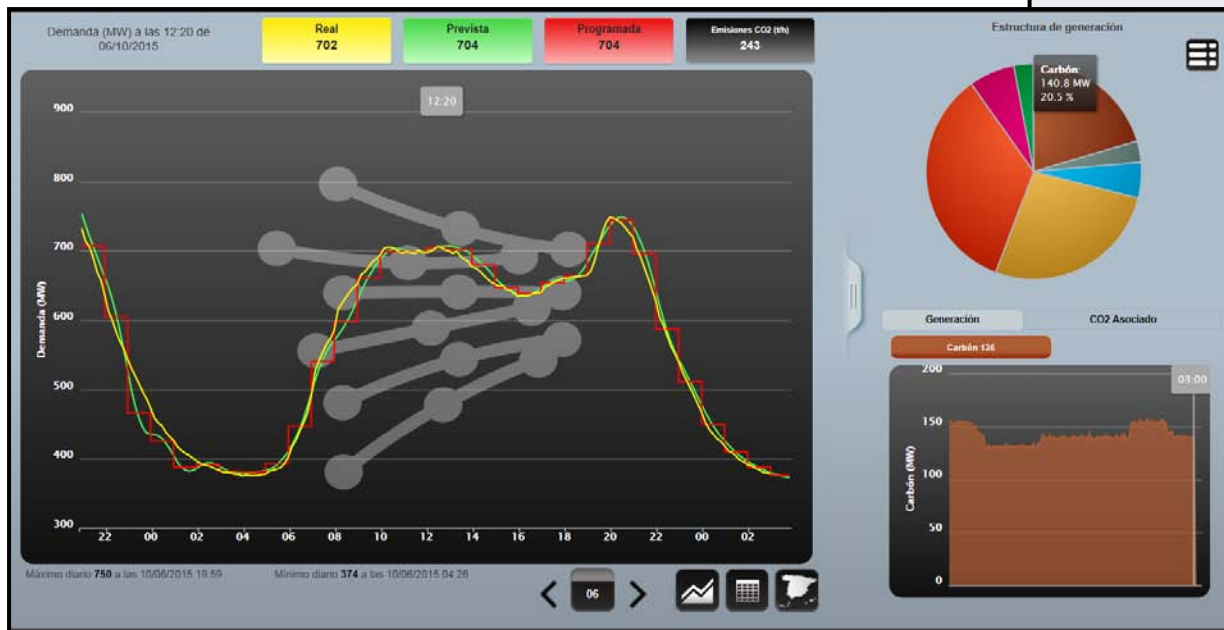 Demanda (MW) a las 12:20 de
06/10/2015
Real
702
Prevista
704
Programada
704
Emisiones CO2 (t/h)
243
Estructura de generación
Carbón:
140.8 MW
20.5 %
12:20
900
800
700
600
500
400
300
Demanda (MW)
22 00 02 04 06 08 10 12 14 16 18 20 22 00 02
Máximo diario 750 a las 10/06/2015 19:59
Mínimo diario 374 a las 10/06/2015 04:26
06
Generación
CO2 Asociado
Carbón 136
200
150
100
50
0
Carbón (MW)
03:00